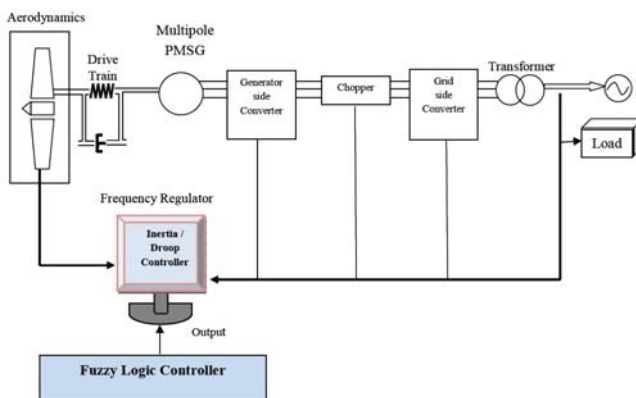 Aerodynamics
Multipole
PMSG
Drive
Train
Transformer
Generator
side
Converter
Chopper
Grid
side
Converter
Load
Frequency Regulator
Inertia /
Droop
Controller
Output
Fuzzy Logic Controller